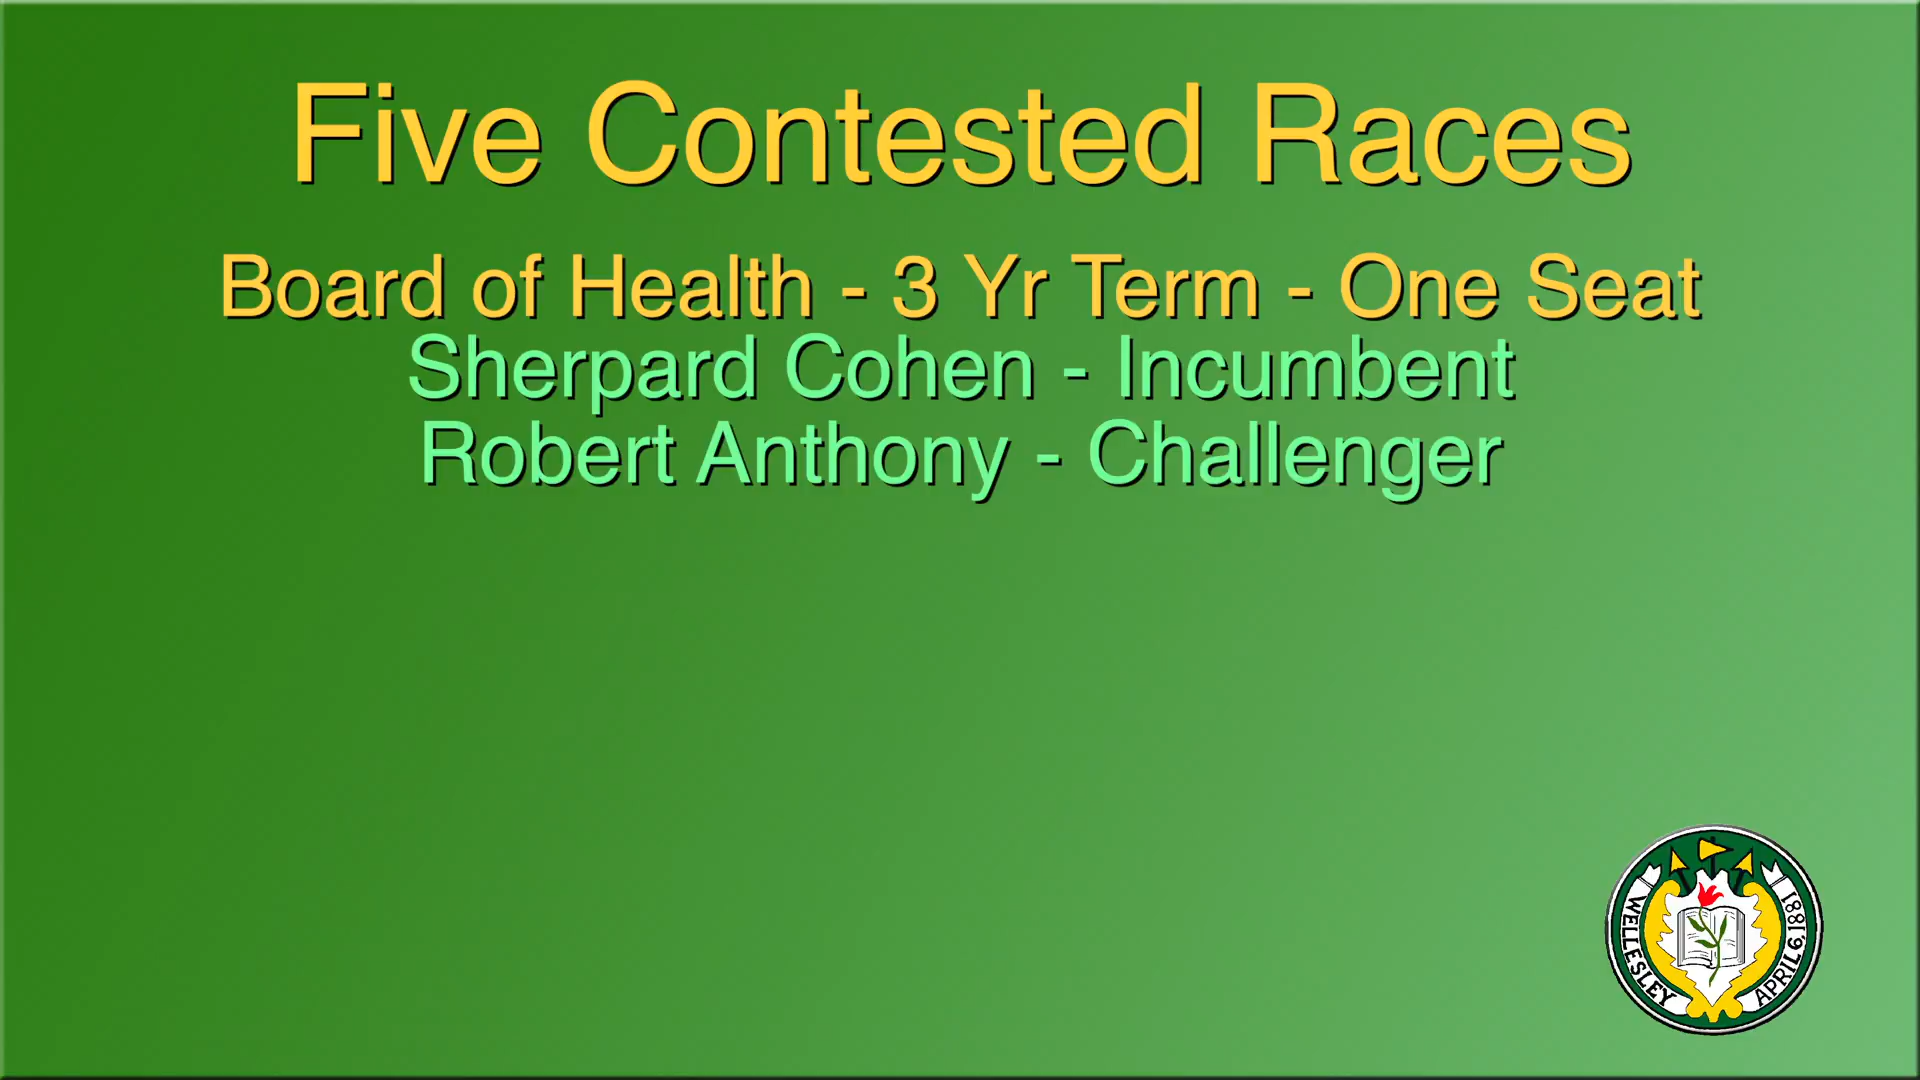 Five Contested Races
Board of Health - 3 Yr Term - One Seat
Sherpard Cohen - Incumbent
Robert Anthony - Challenger
WELLESLEY
APRIL 6, 1881